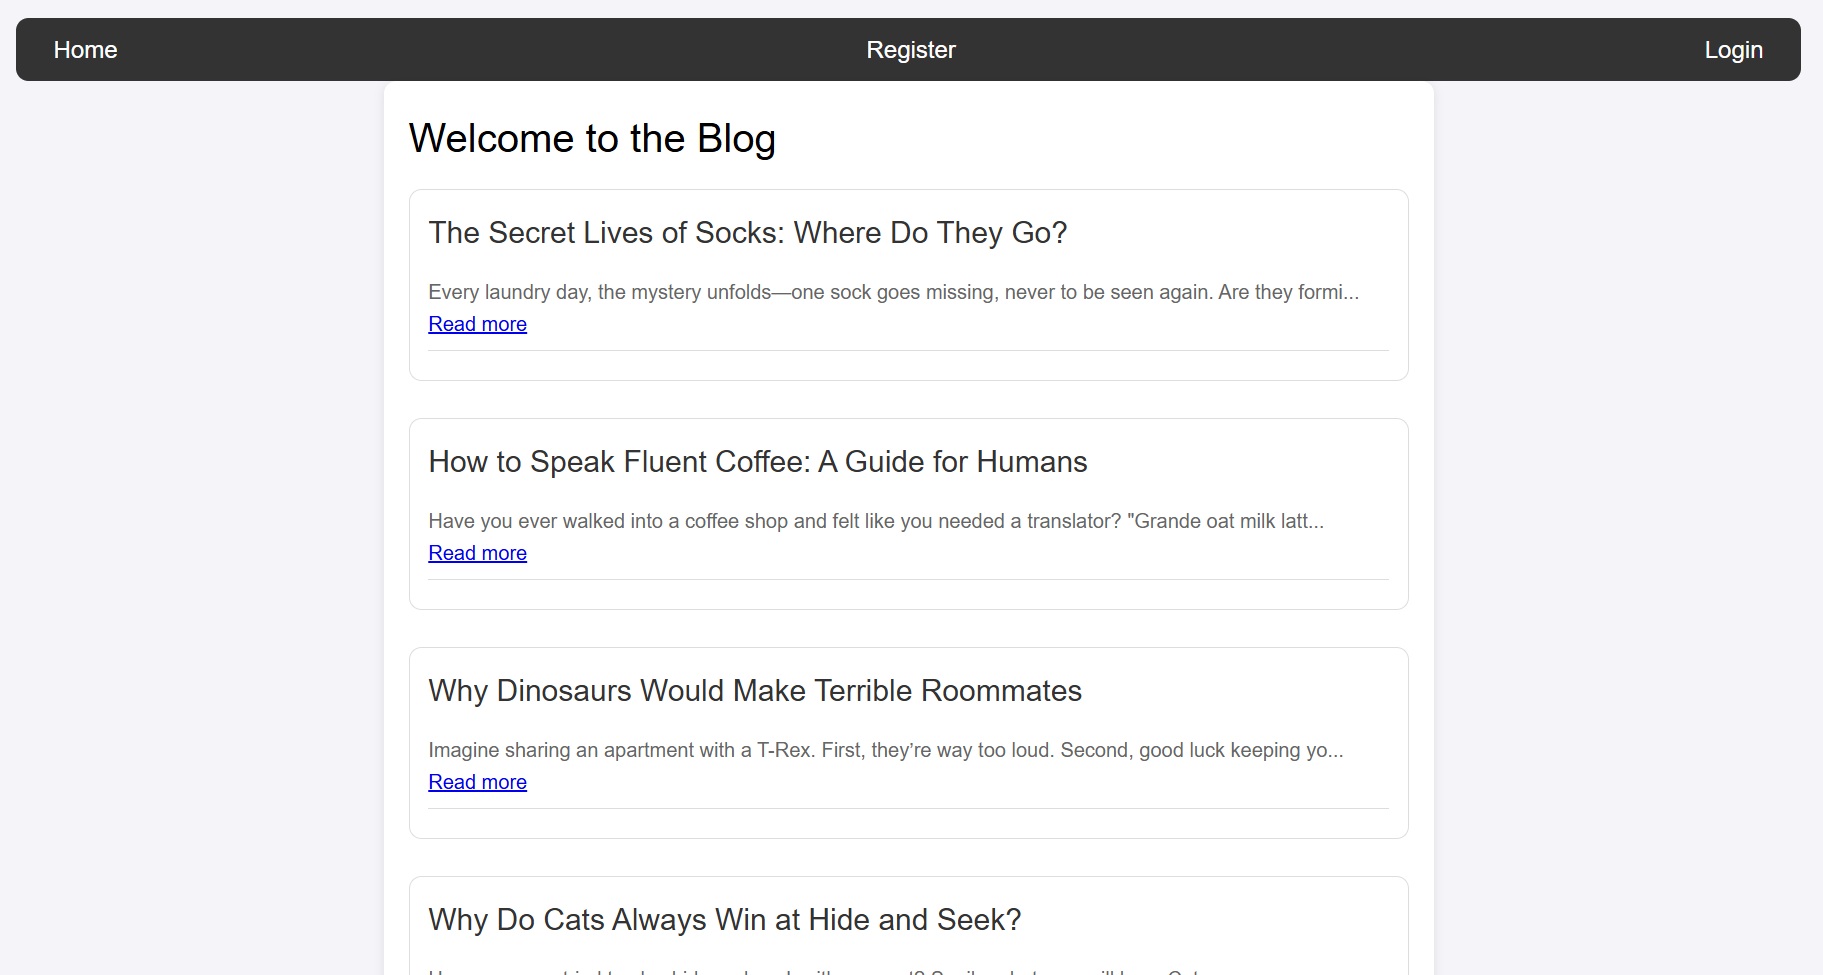 Home Register Login
Welcome to the Blog
The Secret Lives of Socks: Where Do They Go?
Every laundry day, the mystery unfolds—one sock goes missing, never to be seen again. Are they formi...
Read more
How to Speak Fluent Coffee: A Guide for Humans
Have you ever walked into a coffee shop and felt like you needed a translator? "Grande oat milk latt...
Read more
Why Dinosaurs Would Make Terrible Roommates
Imagine sharing an apartment with a T-Rex. First, they’re way too loud. Second, good luck keeping yo...
Read more
Why Do Cats Always Win at Hide and Seek?